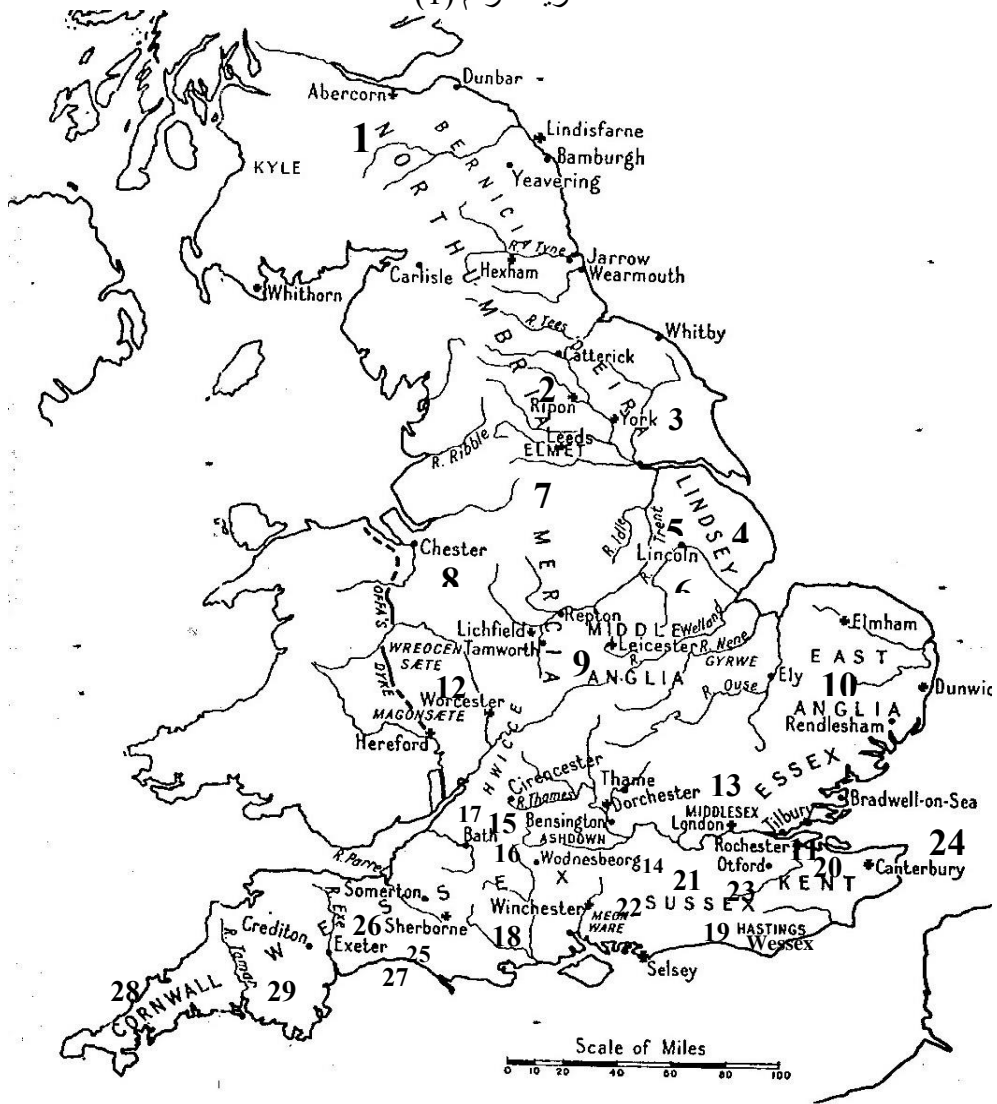 (1)
Dunbar
Abercorn
1
Lindisfarne
Bamburgh
Yeavering
KYLE
BERNICIA
NORTHUMBRIA
R. Tyne
Jarrow
Wearmouth
Hexham
Carlisle
Whithorn
R. Tees
Whitby
Catterick
DEIRA
2
Ripon
York
3
Leeds
ELMET
R. Ribble
7
LINDSEY
4
5
R. Idle
R. Trent
Lincoln
MERCIA
Chester
8
6
OFFA'S
DYKE
Repton
Lichfield
Tamworth
MIDDLE
ANGLIA
Leicester
R. Welland
R. Nene
GYRWE
9
WREOCEN
SÆTE
12
Worcester
MAGONSÆTE
Hereford
R. Ouse
Ely
Elmham
EAST
10
ANGLIA
Dunwic
Rendlesham
HWICCE
Cirencester
R. Thames
Thame
Dorchester
13
ESSEX
Bradwell-on-Sea
MIDDLESEX
London
Tilbury
17
15
Bath
Bensington
ASHDOWN
Rochester
11
24
Otford
20
Canterbury
KENT
16
Wodnesbeorg
14
21
23
R. Parret
Somerton
WESSEX
Winchester
22
SUSSEX
MEON
WARE
26
Sherborne
18
19
HASTINGS
Wessex
Selsey
Crediton
R. Exe
Exeter
25
27
R. Tamar
28
CORNWALL
29
Scale of Miles
0 10 20 40 60 80 100